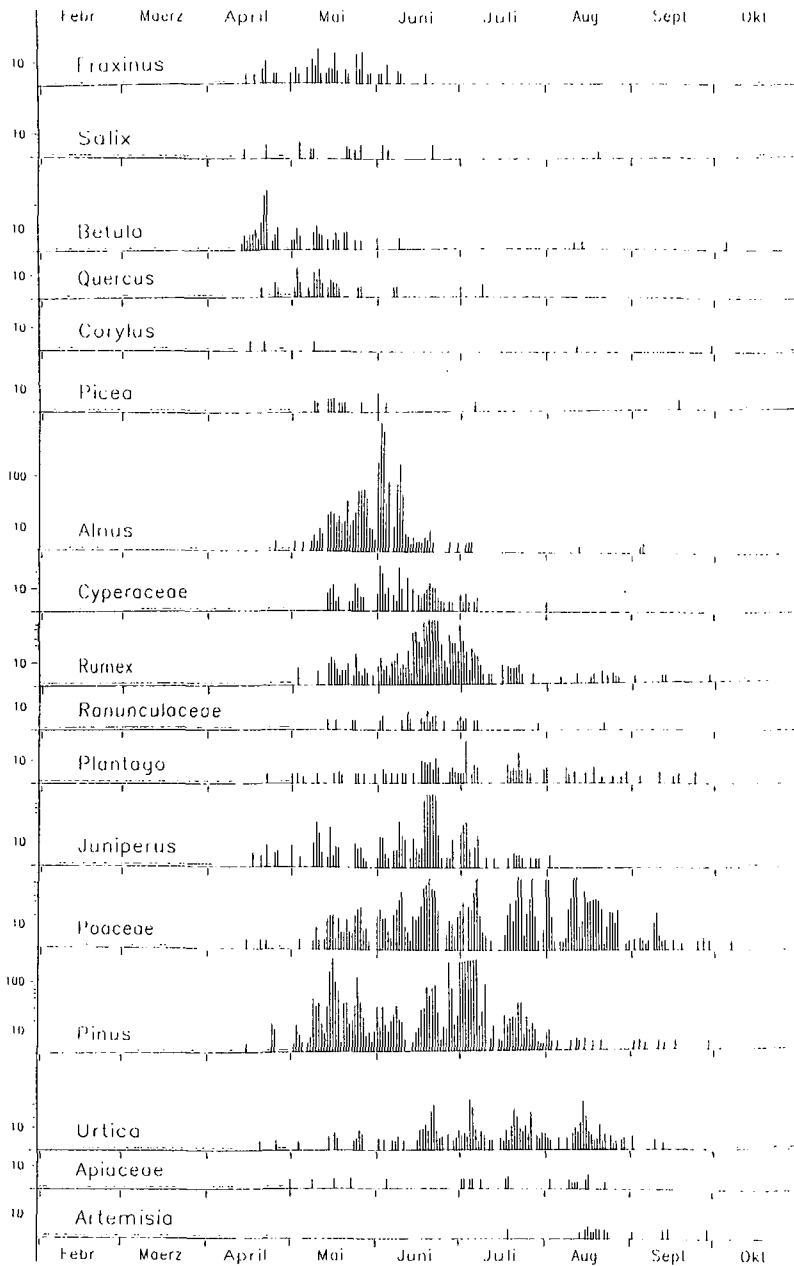 Febr Maerz April Mai Juni Juli Aug Sept Okt
10 Fraxinus
10 Salix
10 Betula
10 Quercus
10 Corylus
10 Picea
100
10 Alnus
10 Cyperaceae
10 Rumex
10 Ranunculaceae
10 Plantago
10 Juniperus
10 Poaceae
100
10 Pinus
10 Urtica
10 Apiaceae
10 Artemisia
Febr Maerz April Mai Juni Juli Aug Sept Okt